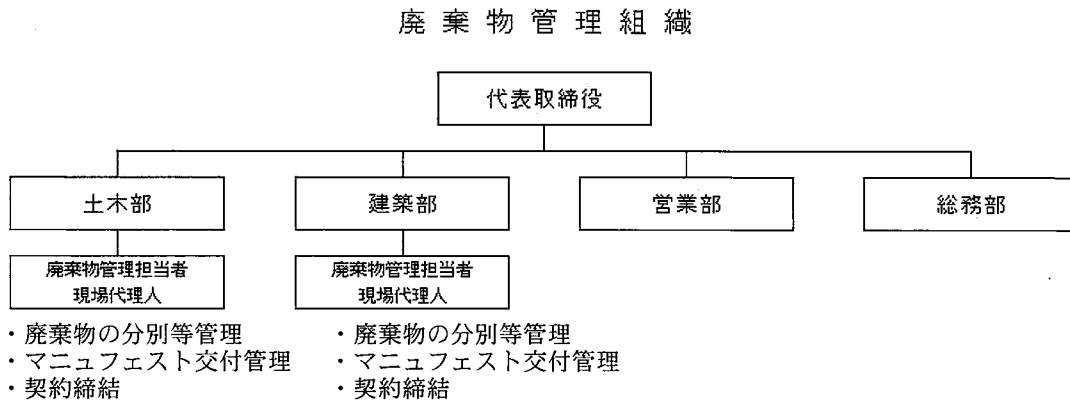 廃棄物管理組織
代表取締役
土木部
建築部
営業部
総務部
廃棄物管理担当者
現場代理人
廃棄物管理担当者
現場代理人
・廃棄物の分別等管理
・マニュフェスト交付管理
・契約締結
・廃棄物の分別等管理
・マニュフェスト交付管理
・契約締結